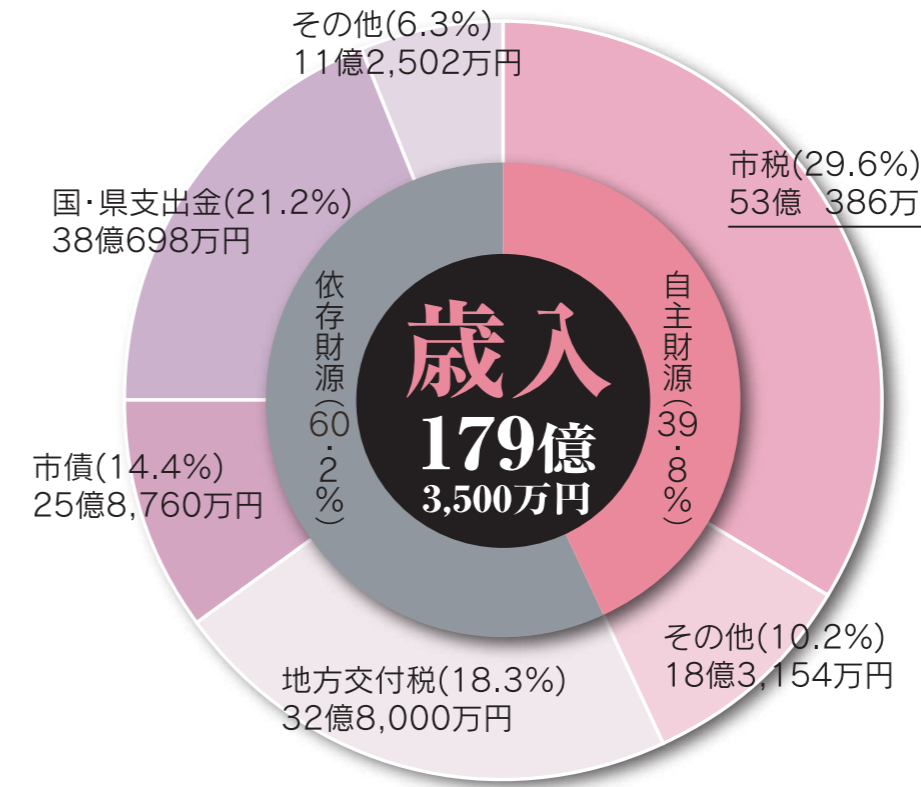 その他(6.3%)
11億2,502万円
市税(29.6%)
53億 386万
国・県支出金(21.2%)
38億698万円
依存財源(60.2%)
歳入
179億
3,500万円
自主財源(39.8%)
市債(14.4%)
25億8,760万円
その他(10.2%)
18億3,154万円
地方交付税(18.3%)
32億8,000万円